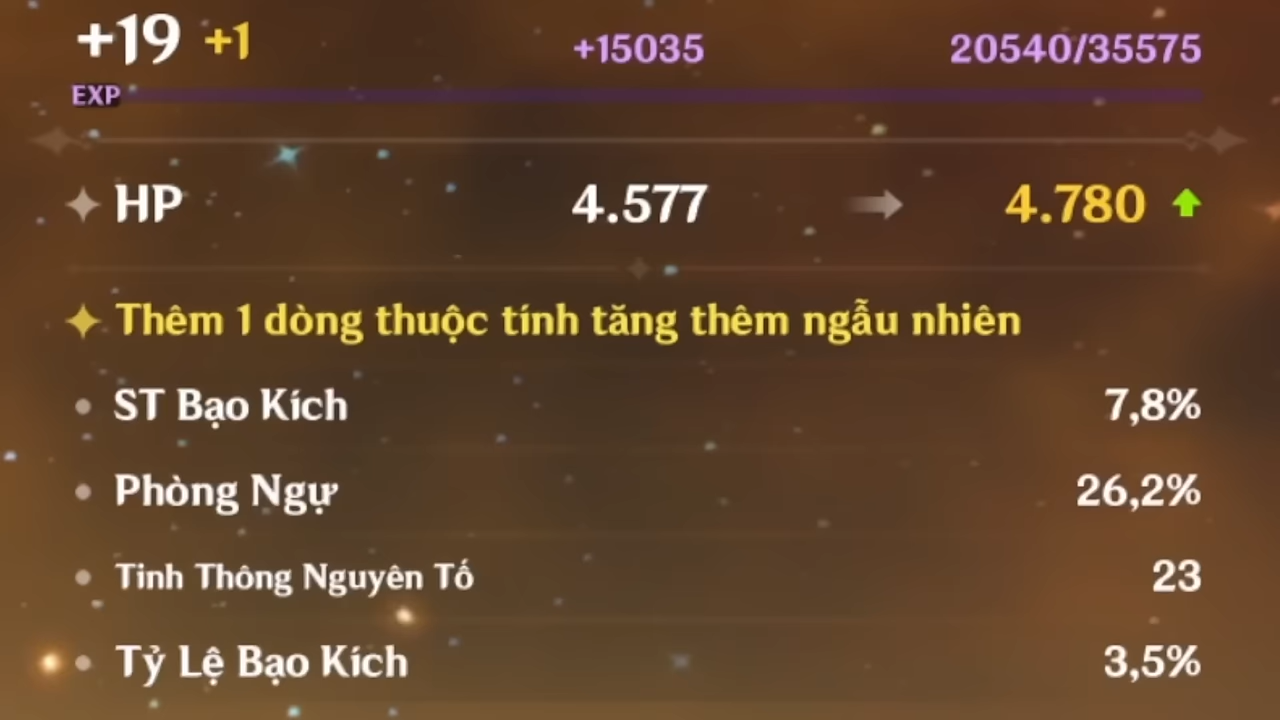 +19 +1 +15035 20540/35575
EXP
HP 4.577 4.780
Thêm 1 dòng thuộc tính tăng thêm ngẫu nhiên
ST Bạo Kích 7,8%
Phòng Ngự 26,2%
Tinh Thông Nguyên Tố 23
Tỷ Lệ Bạo Kích 3,5%